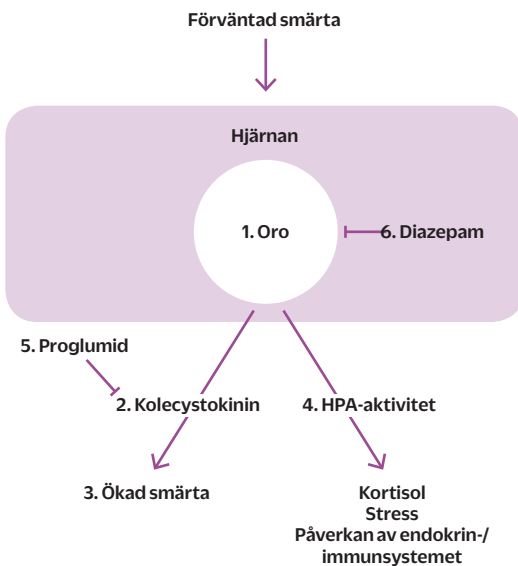 Förväntad smärta
Hjärnan
1. Oro
6. Diazepam
5. Proglumid
2. Kolecystokinin
4. HPA-aktivitet
3. Ökad smärta
Kortisol
Stress
Påverkan av endokrin-/
immunsystemet